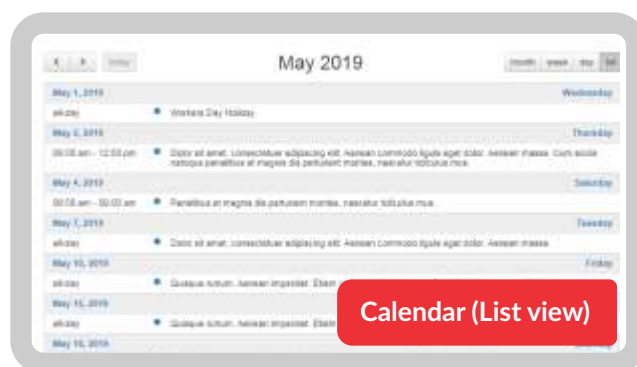 today May 2019 month week day list
May 1, 2019 Wednesday
all-day Workers Day Holiday
May 2, 2019 Thursday
Dolor sit amet, consectetuer adipiscing elit. Aenean commodo ligula eget dolor. Aenean massa. Cum sociis
natoque penatibus et magnis dis parturient montes, nascetur ridiculus mus.
May 4, 2019 Saturday
Penatibus et magnis dis parturient montes, nascetur ridiculus mus.
May 7, 2019 Tuesday
all-day Dolor sit amet, consectetuer adipiscing elit. Aenean commodo ligula eget dolor. Aenean massa.
May 10, 2019 Friday
all-day Quisque rutrum. Aenean imperdiet. Etiam
all-day Quisque rutrum. Aenean imperdiet. Etiam
Calendar (List view)